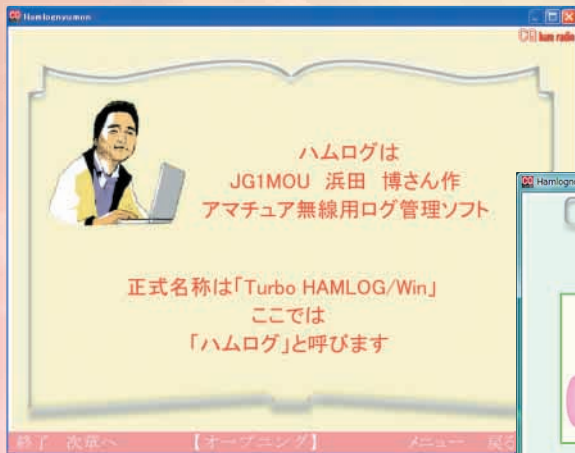 Hamlognyumon
CQ ham radio
ハムログは
JG1MOU 浜田 博さん作
アマチュア無線用ログ管理ソフト
正式名称は「Turbo HAMLOG/Win」
ここでは
「ハムログ」と呼びます
終了 次章へ 【オープニング】 メニュー 戻る